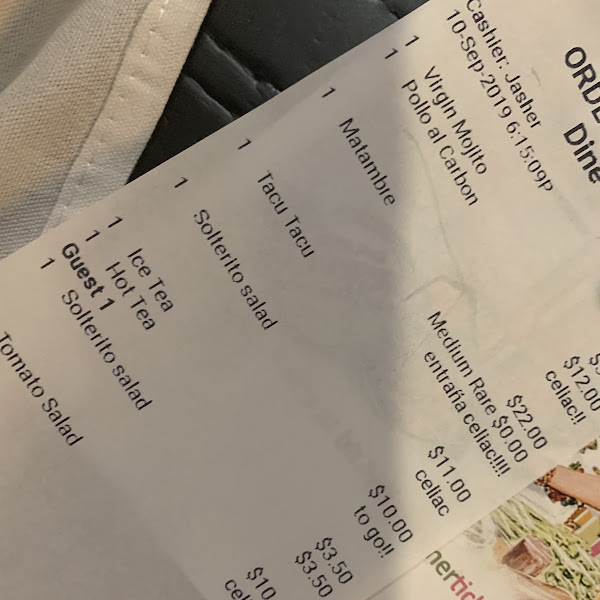 ORDE
Dine
Cashier: Jasher
10-Sep-2019 6:15:09P
1 Virgin Mojito
1 Pollo al Carbon $12.00
celiac!!
1 Matambre $22.00
Medium Rare $0.00
entraña celiac!!!!
1 Tacu Tacu $11.00
celiac
1 Solterito salad $10.00
to go!!
1 Ice Tea $3.50
1 Hot Tea $3.50
Guest 1
1 Solterito salad $10
Tomato Salad